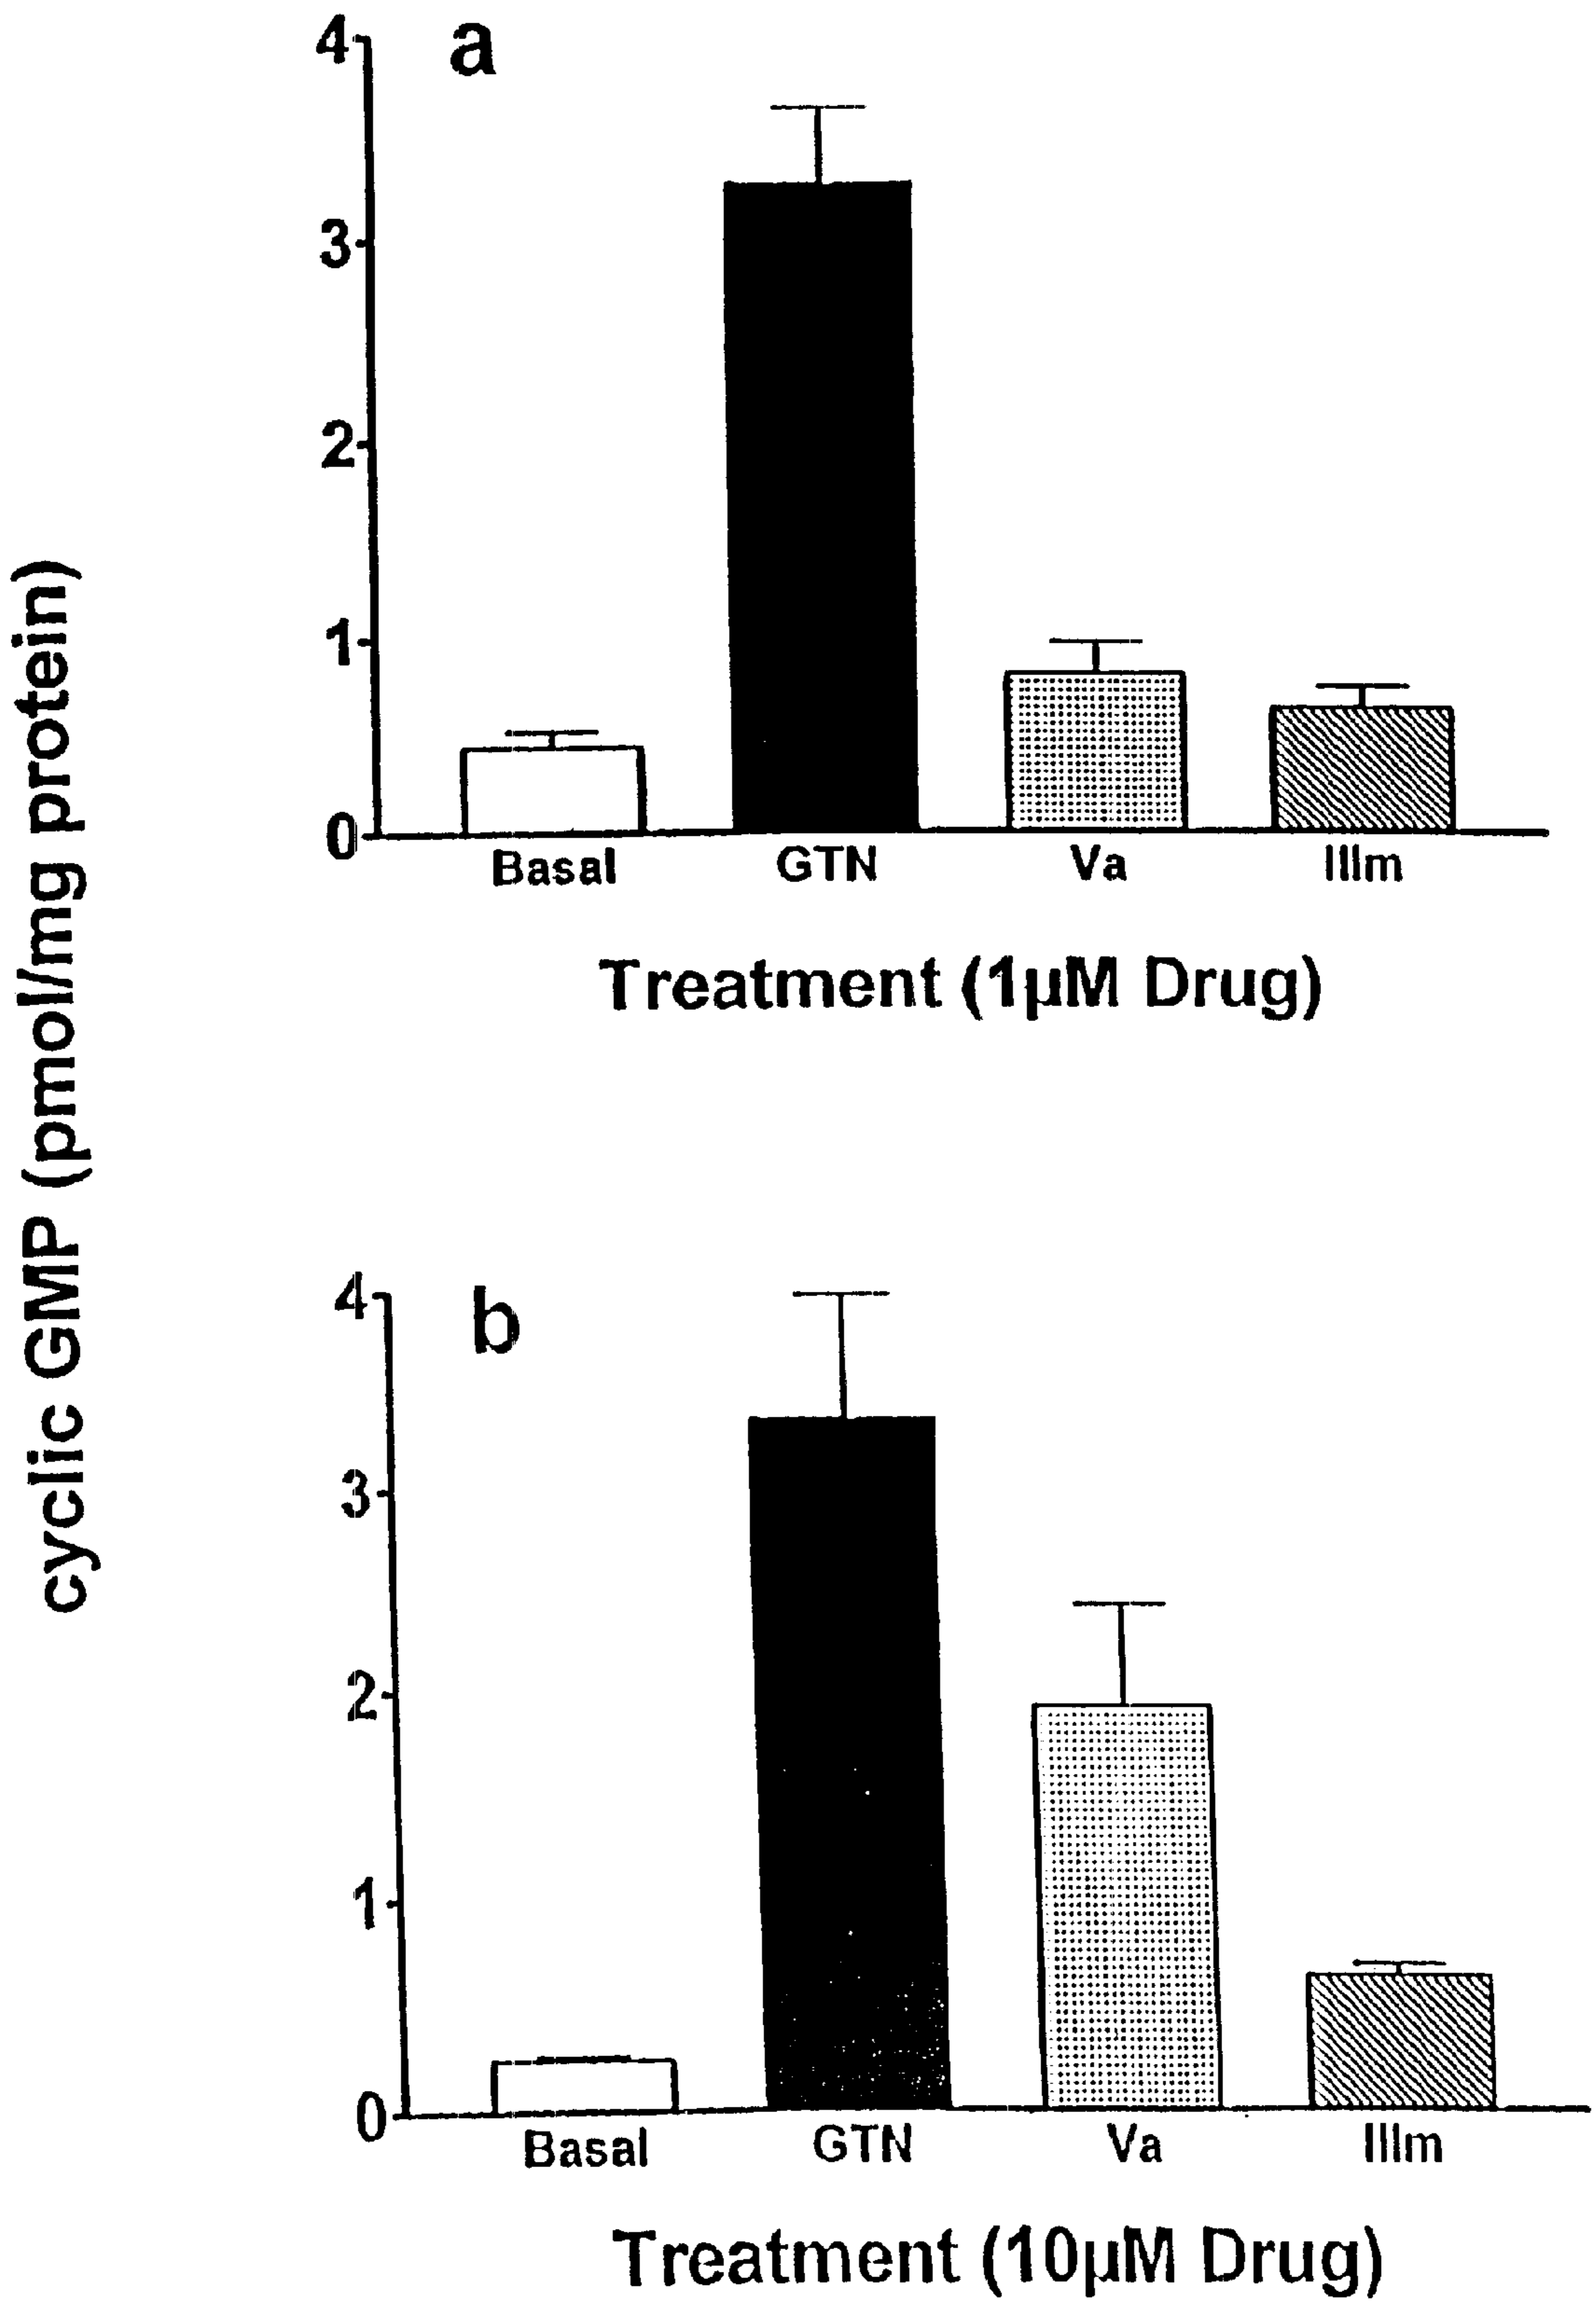 cyclic GMP (pmol/mg protein)
a
4
3
2
1
0
Basal GTN Va IIIm
Treatment (1µM Drug)
b
4
3
2
1
0
Basal GTN Va IIIm
Treatment (10µM Drug)